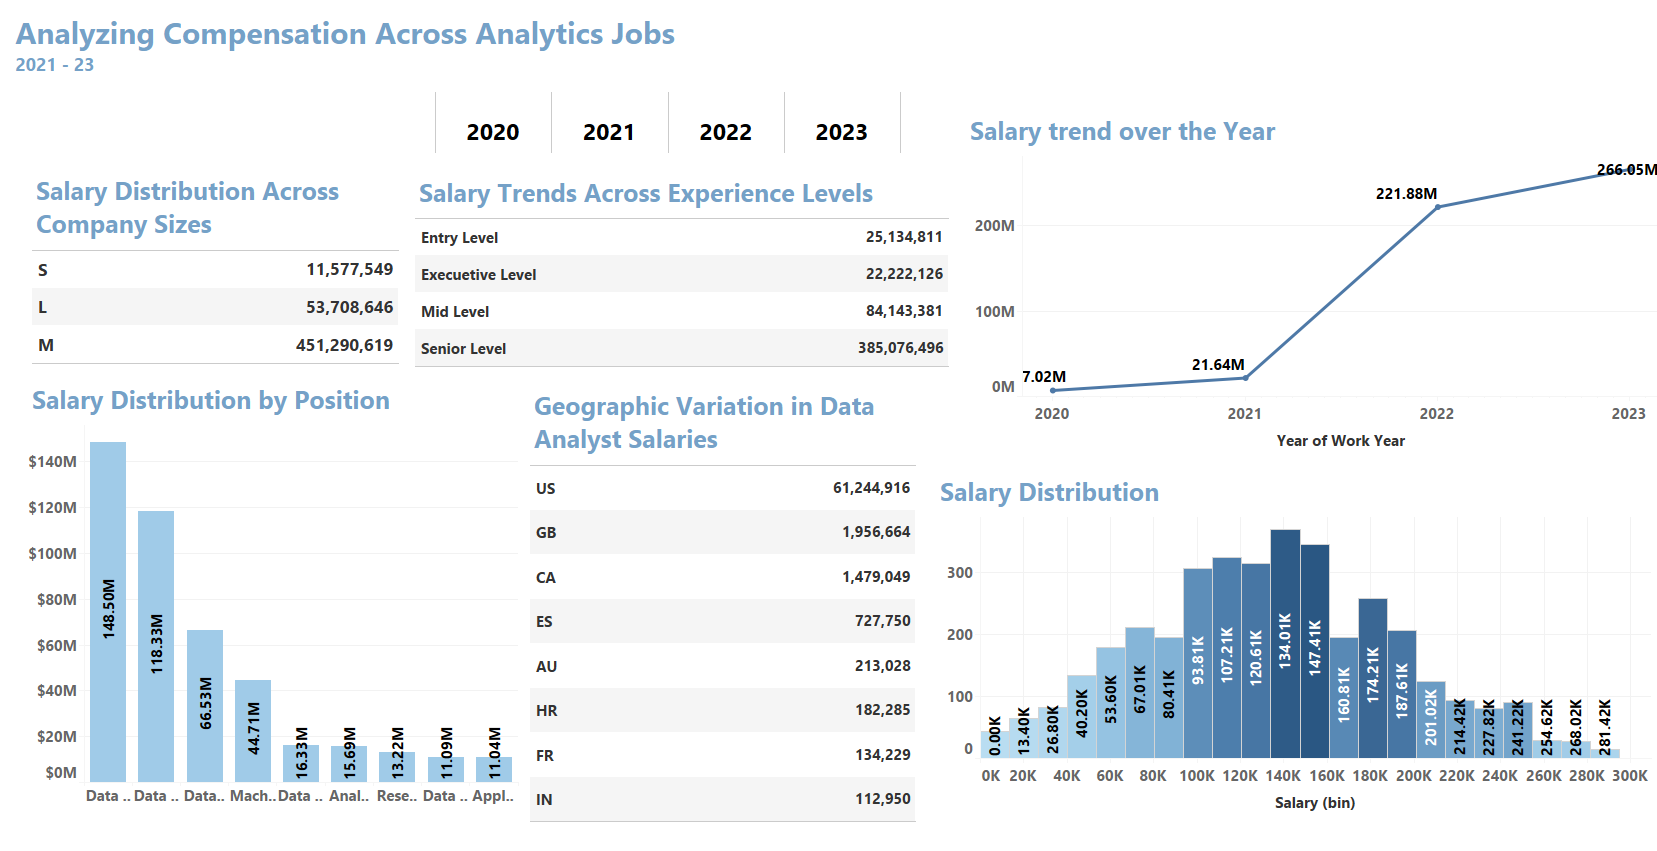 Analyzing Compensation Across Analytics Jobs
2021 - 23
2020 2021 2022 2023
Salary Distribution Across
Company Sizes
S 11,577,549
L 53,708,646
M 451,290,619
Salary Trends Across Experience Levels
Entry Level 25,134,811
Execuetive Level 22,222,126
Mid Level 84,143,381
Senior Level 385,076,496
Salary trend over the Year
200M
100M
0M
7.02M
21.64M
221.88M
266.05M
2020 2021 2022 2023
Year of Work Year
Salary Distribution by Position
$140M
$120M
$100M
$80M
$60M
$40M
$20M
$0M
148.50M
118.33M
66.53M
44.71M
16.33M
15.69M
13.22M
11.09M
11.04M
Data .. Data .. Data.. Mach.. Data .. Anal.. Rese.. Data .. Appl..
Geographic Variation in Data
Analyst Salaries
US 61,244,916
GB 1,956,664
CA 1,479,049
ES 727,750
AU 213,028
HR 182,285
FR 134,229
IN 112,950
Salary Distribution
300
200
100
0
0.00K
13.40K
26.80K
40.20K
53.60K
67.01K
80.41K
93.81K
107.21K
120.61K
134.01K
147.41K
160.81K
174.21K
187.61K
201.02K
214.42K
227.82K
241.22K
254.62K
268.02K
281.42K
0K 20K 40K 60K 80K 100K 120K 140K 160K 180K 200K 220K 240K 260K 280K 300K
Salary (bin)